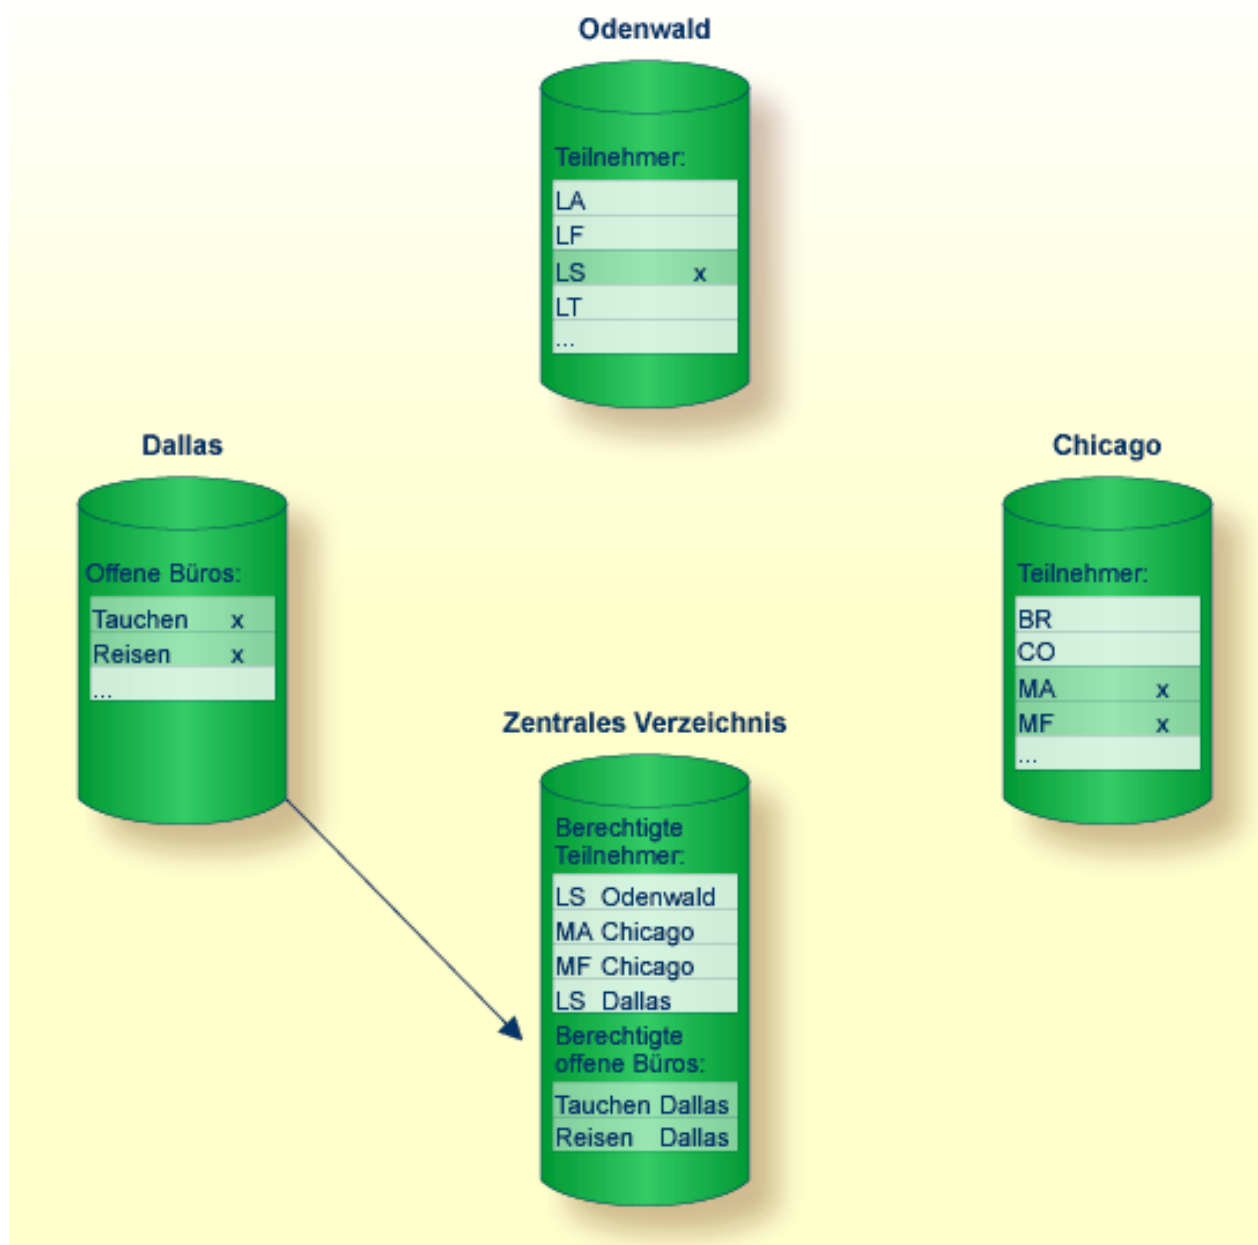 Odenwald
Teilnehmer:
LA
LF
LS x
LT
...
Dallas
Offene Büros:
Tauchen x
Reisen x
...
Chicago
Teilnehmer:
BR
CO
MA x
MF x
...
Zentrales Verzeichnis
Berechtigte
Teilnehmer:
LS Odenwald
MA Chicago
MF Chicago
LS Dallas
Berechtigte
offene Büros:
Tauchen Dallas
Reisen Dallas